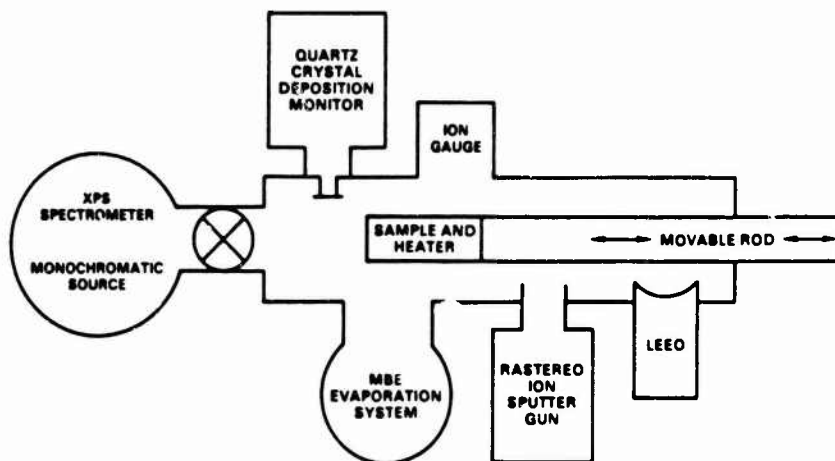 QUARTZ
CRYSTAL
DEPOSITION
MONITOR
ION
GAUGE
XPS
SPECTROMETER
MONOCHROMATIC
SOURCE
SAMPLE AND
HEATER
MOVABLE ROD
MBE
EVAPORATION
SYSTEM
RASTEREO
ION
SPUTTER
GUN
LEEO